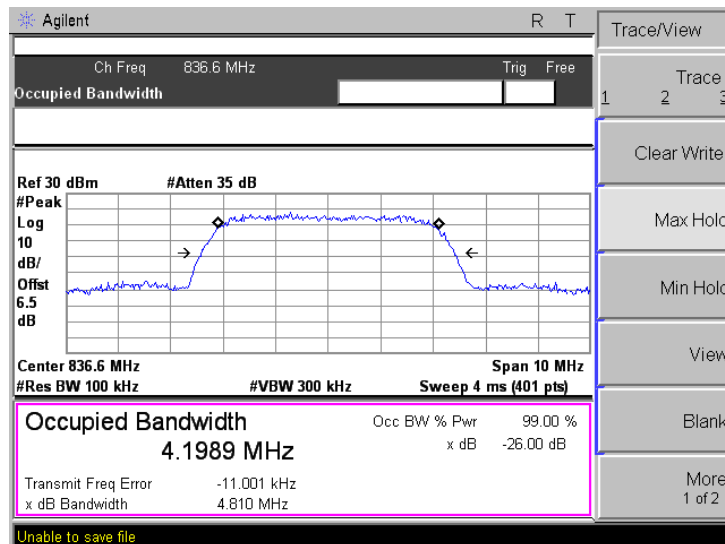 Agilent R T
Trace/View
Ch Freq 836.6 MHz Trig Free
Occupied Bandwidth
Trace
1 2 3
Clear Write
Max Hold
Min Hold
View
Blank
More
1 of 2
Ref 30 dBm #Atten 35 dB
#Peak
Log
10
dB/
Offst
6.5
dB
Center 836.6 MHz Span 10 MHz
#Res BW 100 kHz #VBW 300 kHz Sweep 4 ms (401 pts)
Occupied Bandwidth Occ BW % Pwr 99.00 %
4.1989 MHz x dB -26.00 dB
Transmit Freq Error -11.001 kHz
x dB Bandwidth 4.810 MHz
Unable to save file